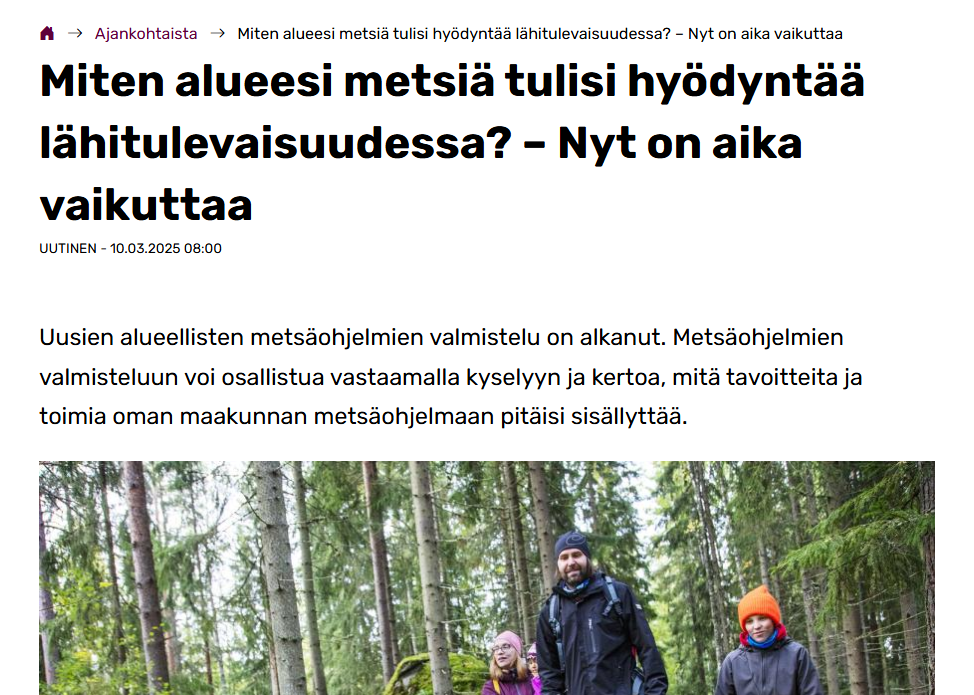 Ajankohtaista Miten alueesi metsiä tulisi hyödyntää lähitulevaisuudessa? – Nyt on aika vaikuttaa
Miten alueesi metsiä tulisi hyödyntää
lähitulevaisuudessa? – Nyt on aika
vaikuttaa
UUTINEN - 10.03.2025 08:00
Uusien alueellisten metsäohjelmien valmistelu on alkanut. Metsäohjelmien
valmisteluun voi osallistua vastaamalla kyselyyn ja kertoa, mitä tavoitteita ja
toimia oman maakunnan metsäohjelmaan pitäisi sisällyttää.